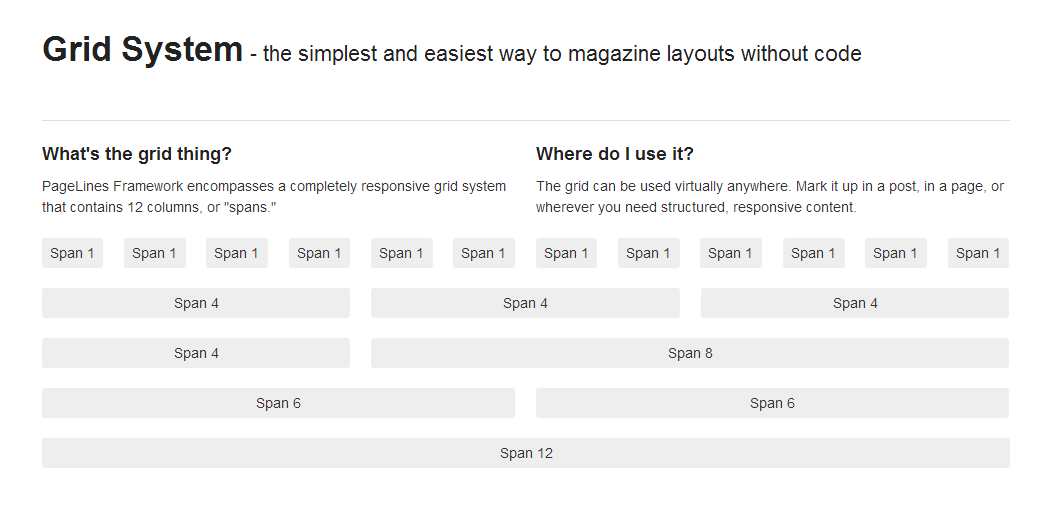 Grid System - the simplest and easiest way to magazine layouts without code
What's the grid thing?
PageLines Framework encompasses a completely responsive grid system
that contains 12 columns, or "spans."
Where do I use it?
The grid can be used virtually anywhere. Mark it up in a post, in a page, or
wherever you need structured, responsive content.
Span 1 Span 1 Span 1 Span 1 Span 1 Span 1 Span 1 Span 1 Span 1 Span 1 Span 1 Span 1
Span 4 Span 4 Span 4
Span 4 Span 8
Span 6 Span 6
Span 12